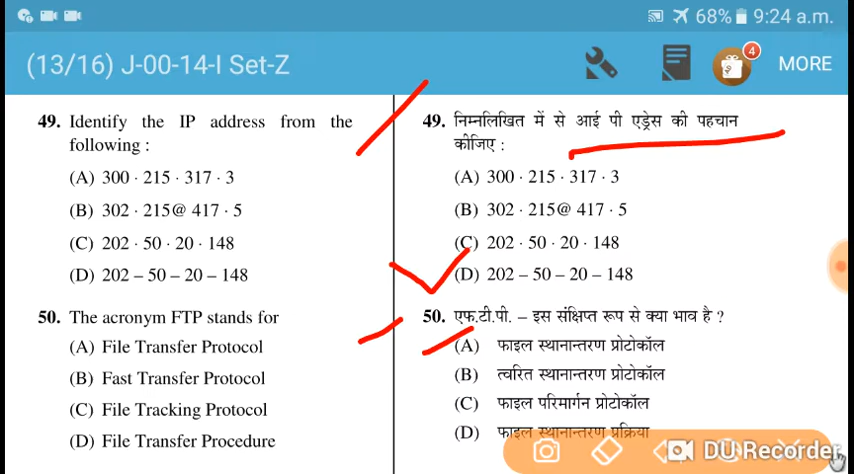 68% 9:24 a.m.
(13/16) J-00-14-I Set-Z
4
MORE
49. Identify the IP address from the
following :
(A) 300 · 215 · 317 · 3
(B) 302 · 215@ 417 · 5
(C) 202 · 50 · 20 · 148
(D) 202 – 50 – 20 – 148
50. The acronym FTP stands for
(A) File Transfer Protocol
(B) Fast Transfer Protocol
(C) File Tracking Protocol
(D) File Transfer Procedure
49. निम्नलिखित में से आई पी एड्रेस की पहचान
कीजिए :
(A) 300 · 215 · 317 · 3
(B) 302 · 215@ 417 · 5
(C) 202 · 50 · 20 · 148
(D) 202 – 50 – 20 – 148
50. एफ.टी.पी. – इस संक्षिप्त रूप से क्या भाव है ?
(A) फाइल स्थानान्तरण प्रोटोकॉल
(B) त्वरित स्थानान्तरण प्रोटोकॉल
(C) फाइल परिमार्गन प्रोटोकॉल
(D) फाइल स्थानान्तरण प्रक्रिया
DU Recorder